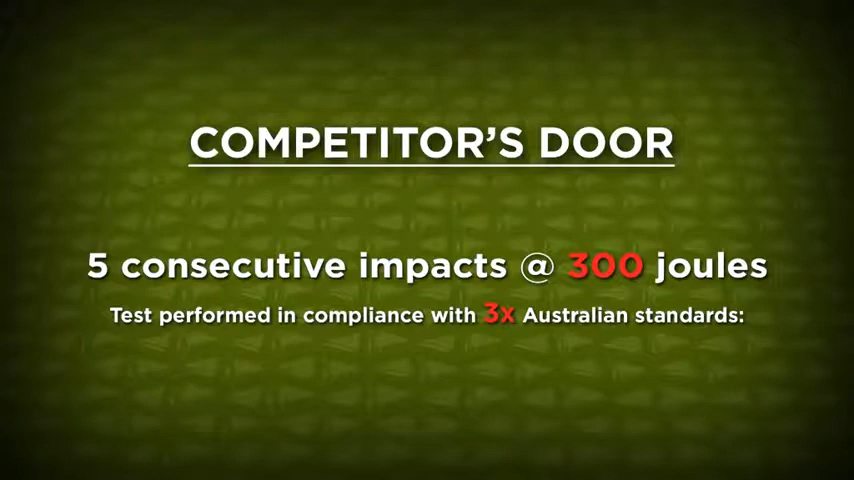 COMPETITOR’S DOOR
5 consecutive impacts @ 300 joules
Test performed in compliance with 3x Australian standards: